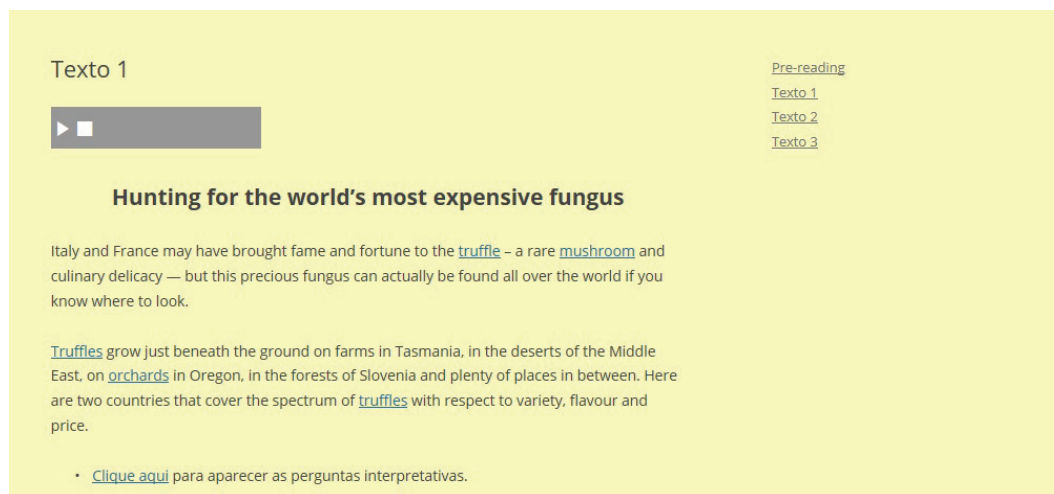 Texto 1
Hunting for the world’s most expensive fungus
Italy and France may have brought fame and fortune to the truffle – a rare mushroom and
culinary delicacy — but this precious fungus can actually be found all over the world if you
know where to look.
Truffles grow just beneath the ground on farms in Tasmania, in the deserts of the Middle
East, on orchards in Oregon, in the forests of Slovenia and plenty of places in between. Here
are two countries that cover the spectrum of truffles with respect to variety, flavour and
price.
• Clique aqui para aparecer as perguntas interpretativas.
Pre-reading
Texto 1
Texto 2
Texto 3